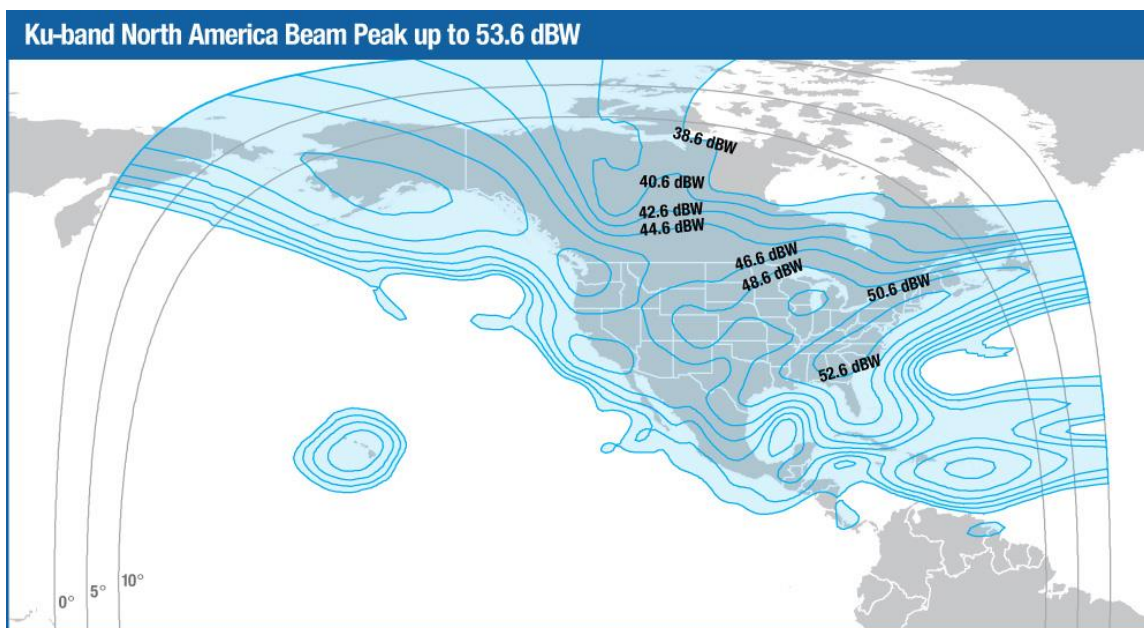 Ku-band North America Beam Peak up to 53.6 dBW
38.6 dBW
40.6 dBW
42.6 dBW
44.6 dBW
46.6 dBW
48.6 dBW
50.6 dBW
52.6 dBW
0°
5°
10°